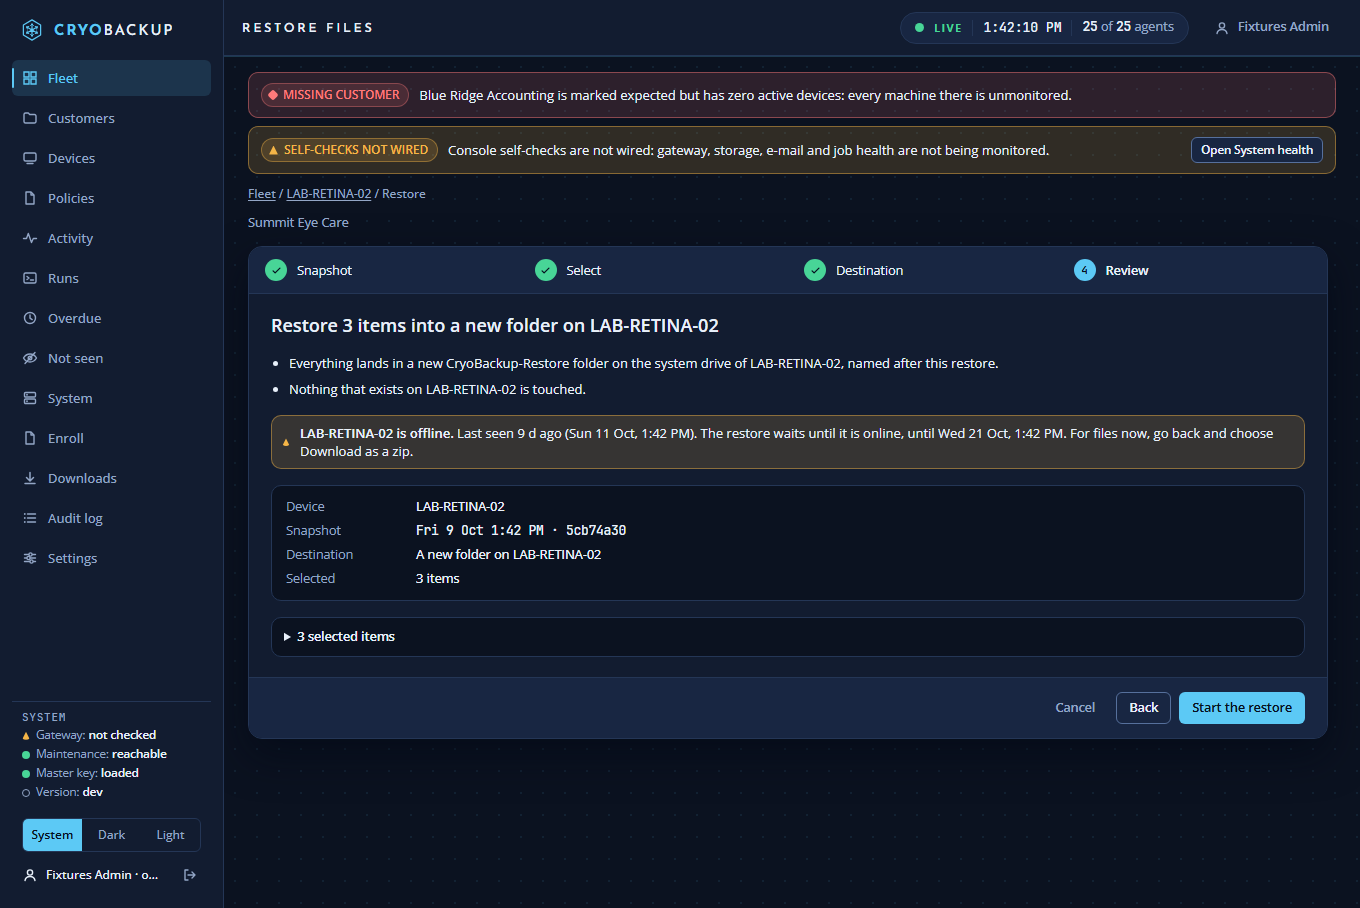 CRYOBACKUP
RESTORE FILES
LIVE 1:42:10 PM 25 of 25 agents
Fixtures Admin
Fleet
Customers
Devices
Policies
Activity
Runs
Overdue
Not seen
System
Enroll
Downloads
Audit log
Settings
SYSTEM
Gateway: not checked
Maintenance: reachable
Master key: loaded
Version: dev
System Dark Light
Fixtures Admin · o...
MISSING CUSTOMER Blue Ridge Accounting is marked expected but has zero active devices: every machine there is unmonitored.
SELF-CHECKS NOT WIRED Console self-checks are not wired: gateway, storage, e-mail and job health are not being monitored. Open System health
Fleet / LAB-RETINA-02 / Restore
Summit Eye Care
Snapshot Select Destination 4 Review
Restore 3 items into a new folder on LAB-RETINA-02
• Everything lands in a new CryoBackup-Restore folder on the system drive of LAB-RETINA-02, named after this restore.
• Nothing that exists on LAB-RETINA-02 is touched.
LAB-RETINA-02 is offline. Last seen 9 d ago (Sun 11 Oct, 1:42 PM). The restore waits until it is online, until Wed 21 Oct, 1:42 PM. For files now, go back and choose
Download as a zip.
Device LAB-RETINA-02
Snapshot Fri 9 Oct 1:42 PM · 5cb74a30
Destination A new folder on LAB-RETINA-02
Selected 3 items
3 selected items
Cancel Back Start the restore